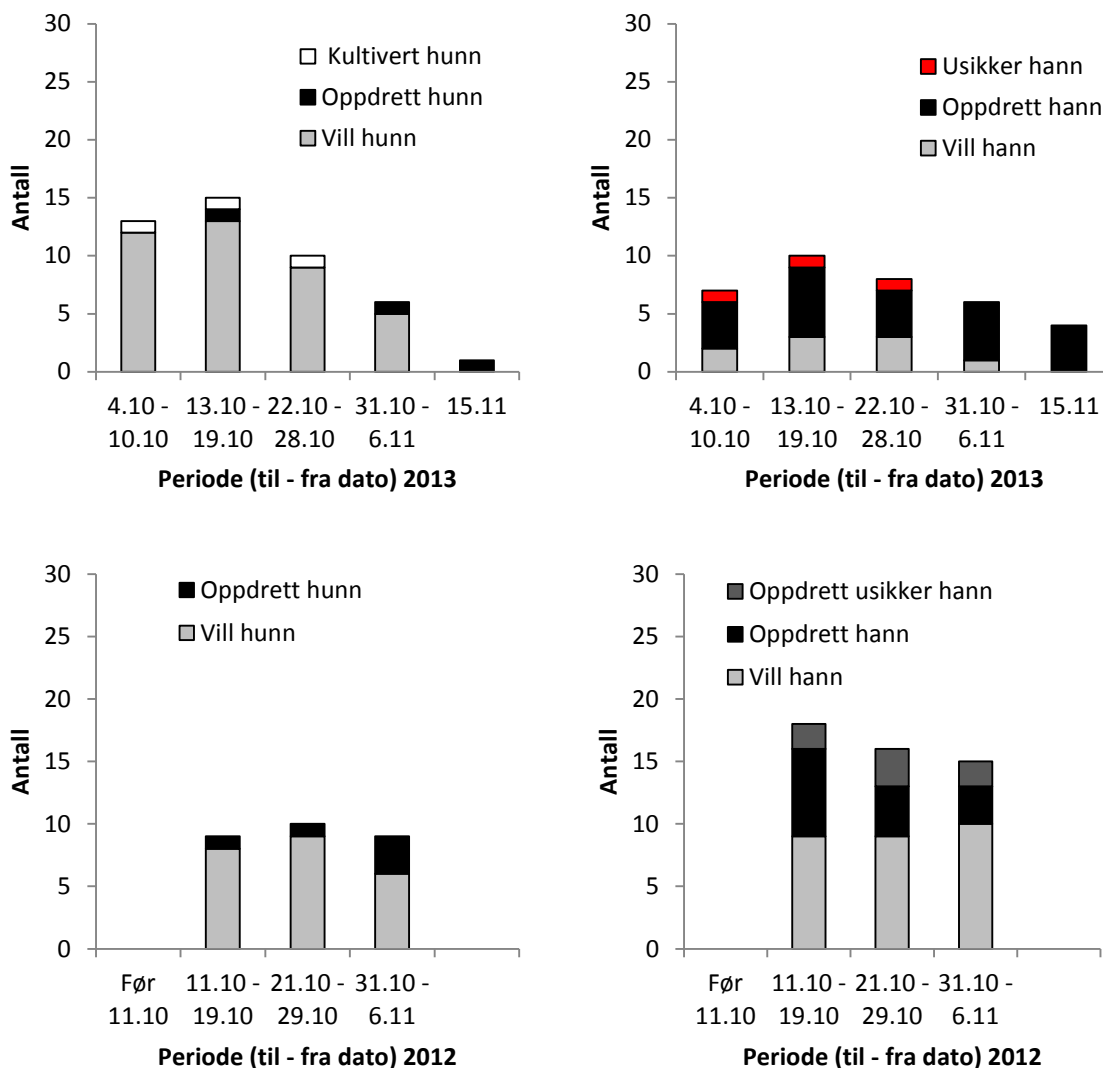 30
25
20
15
10
5
0
Antall
Kultivert hunn
Oppdrett hunn
Vill hunn
4.10 - 13.10 - 22.10 - 31.10 - 15.11
10.10 19.10 28.10 6.11
Periode (til - fra dato) 2013
30
25
20
15
10
5
0
Antall
Usikker hann
Oppdrett hann
Vill hann
4.10 - 13.10 - 22.10 - 31.10 - 15.11
10.10 19.10 28.10 6.11
Periode (til - fra dato) 2013
30
25
20
15
10
5
0
Antall
Oppdrett hunn
Vill hunn
Før 11.10 - 21.10 - 31.10 -
11.10 19.10 29.10 6.11
Periode (til - fra dato) 2012
30
25
20
15
10
5
0
Antall
Oppdrett usikker hann
Oppdrett hann
Vill hann
Før 11.10 - 21.10 - 31.10 -
11.10 19.10 29.10 6.11
Periode (til - fra dato) 2012